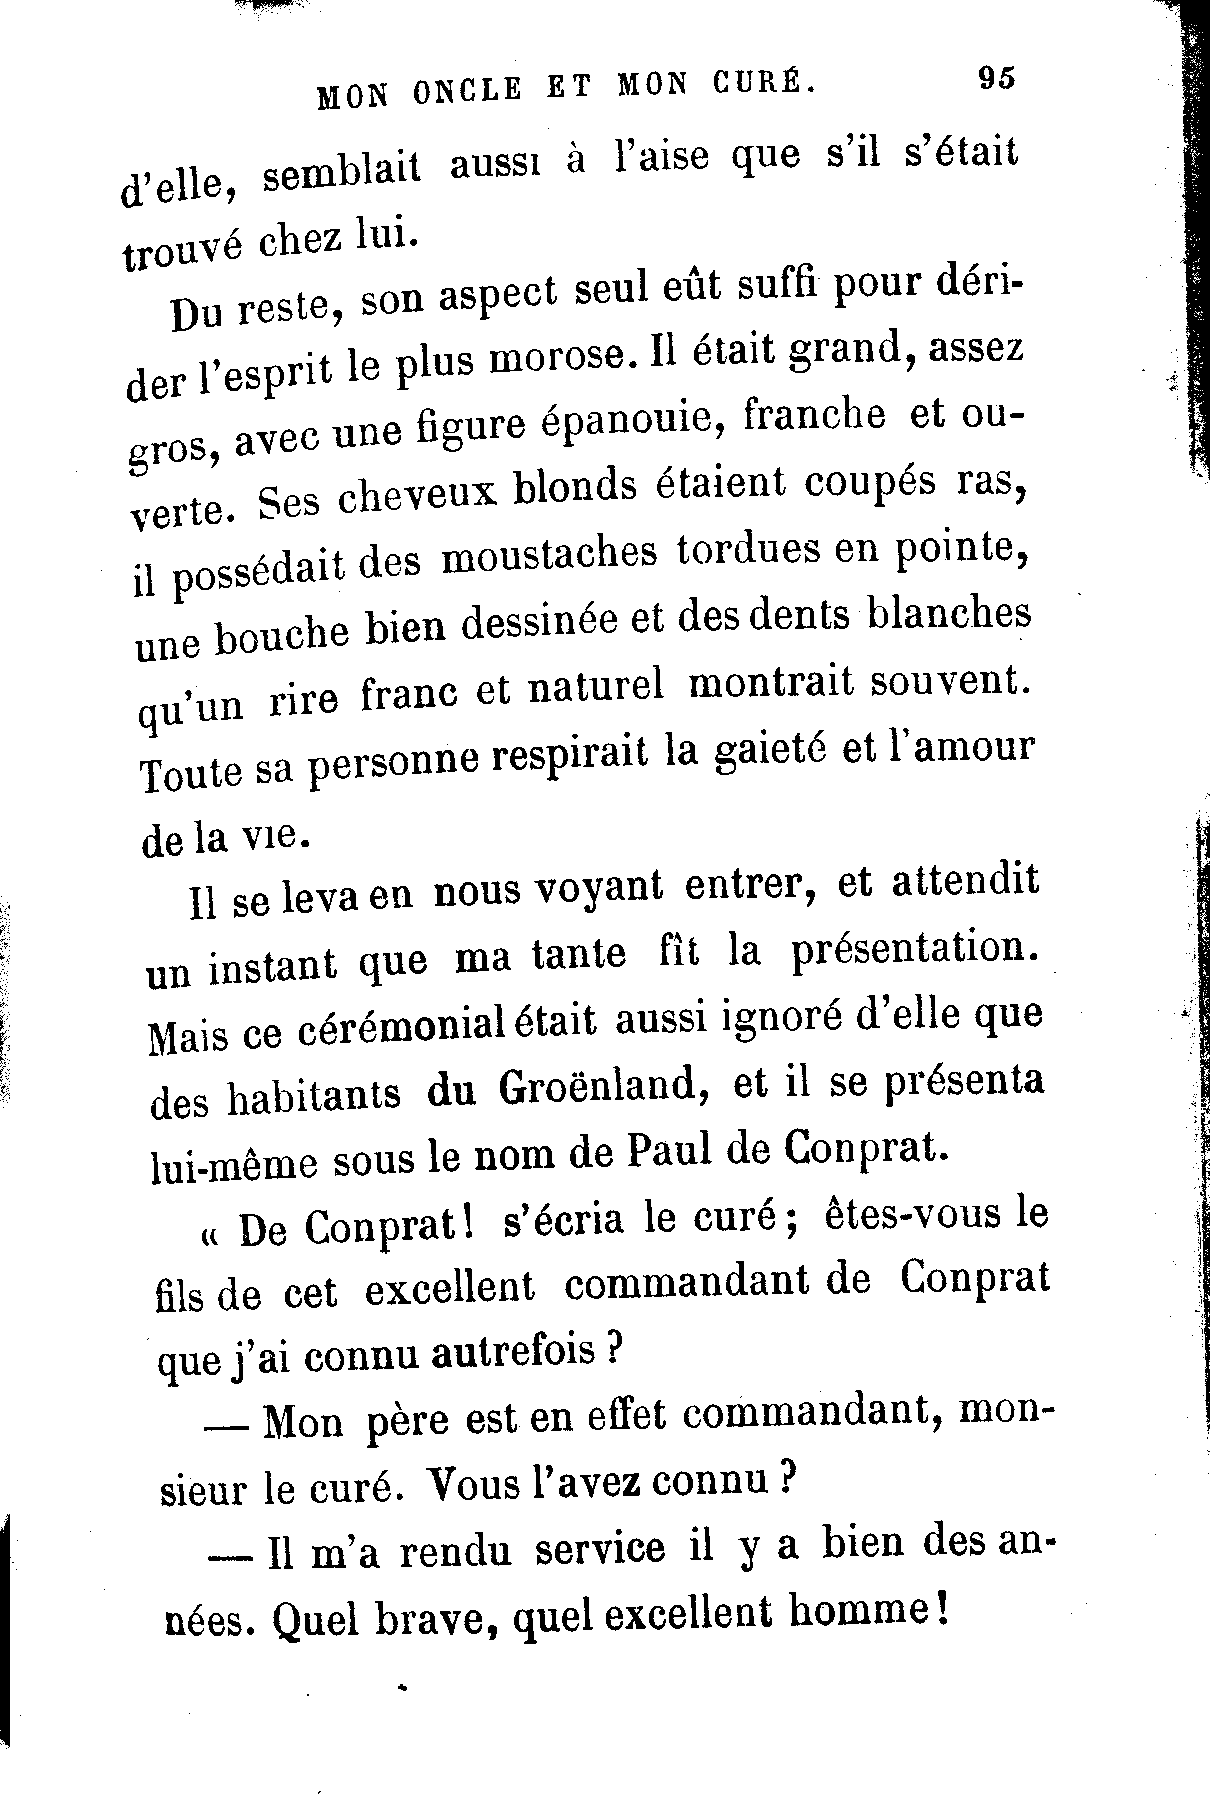 MON ONCLE ET MON CURÉ. 95
d'elle, semblait aussi à l'aise que s'il s'était
trouvé chez lui.
Du reste, son aspect seul eût suffi pour déri-
der l'esprit le plus morose. Il était grand, assez
gros, avec une figure épanouie, franche et ou-
verte. Ses cheveux blonds étaient coupés ras,
il possédait des moustaches tordues en pointe,
une bouche bien dessinée et des dents blanches
qu'un rire franc et naturel montrait souvent.
Toute sa personne respirait la gaieté et l'amour
de la vie.
Il se leva en nous voyant entrer, et attendit
un instant que ma tante fît la présentation.
Mais ce cérémonial était aussi ignoré d'elle que
des habitants du Groënland, et il se présenta
lui-même sous le nom de Paul de Conprat.
« De Conprat! s'écria le curé; êtes-vous le
fils de cet excellent commandant de Conprat
que j'ai connu autrefois ?
— Mon père est en effet commandant, mon-
sieur le curé. Vous l'avez connu ?
— Il m'a rendu service il y a bien des an-
nées. Quel brave, quel excellent homme!